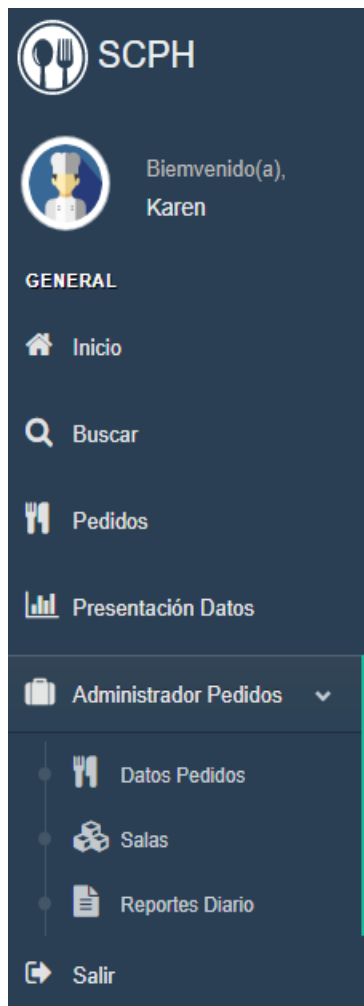 SCPH
Biemvenido(a),
Karen
GENERAL
Inicio
Buscar
Pedidos
Presentación Datos
Administrador Pedidos
Datos Pedidos
Salas
Reportes Diario
Salir